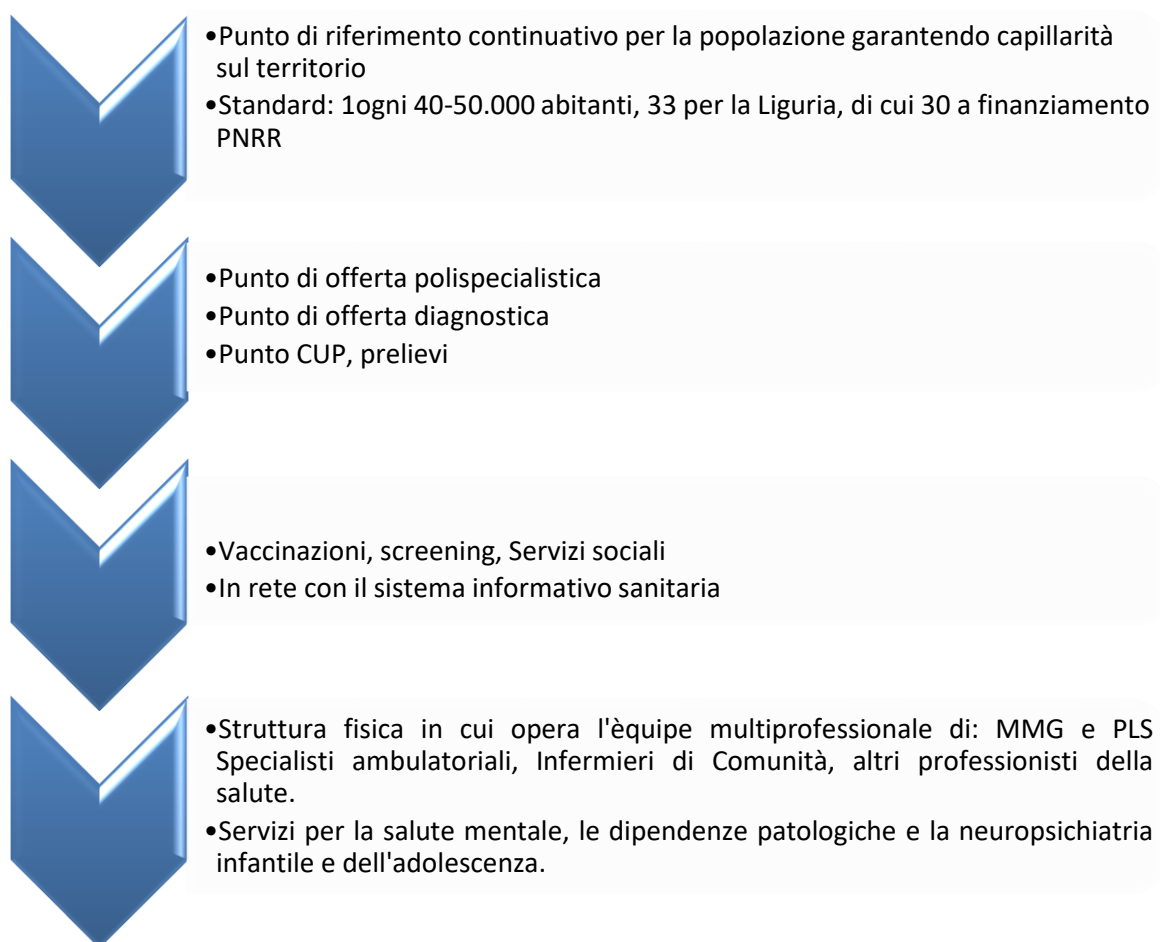 •Punto di riferimento continuativo per la popolazione garantendo capillarità
sul territorio
•Standard: 1ogni 40-50.000 abitanti, 33 per la Liguria, di cui 30 a finanziamento
PNRR
•Punto di offerta polispecialistica
•Punto di offerta diagnostica
•Punto CUP, prelievi
•Vaccinazioni, screening, Servizi sociali
•In rete con il sistema informativo sanitaria
•Struttura fisica in cui opera l'èquipe multiprofessionale di: MMG e PLS
Specialisti ambulatoriali, Infermieri di Comunità, altri professionisti della
salute.
•Servizi per la salute mentale, le dipendenze patologiche e la neuropsichiatria
infantile e dell'adolescenza.